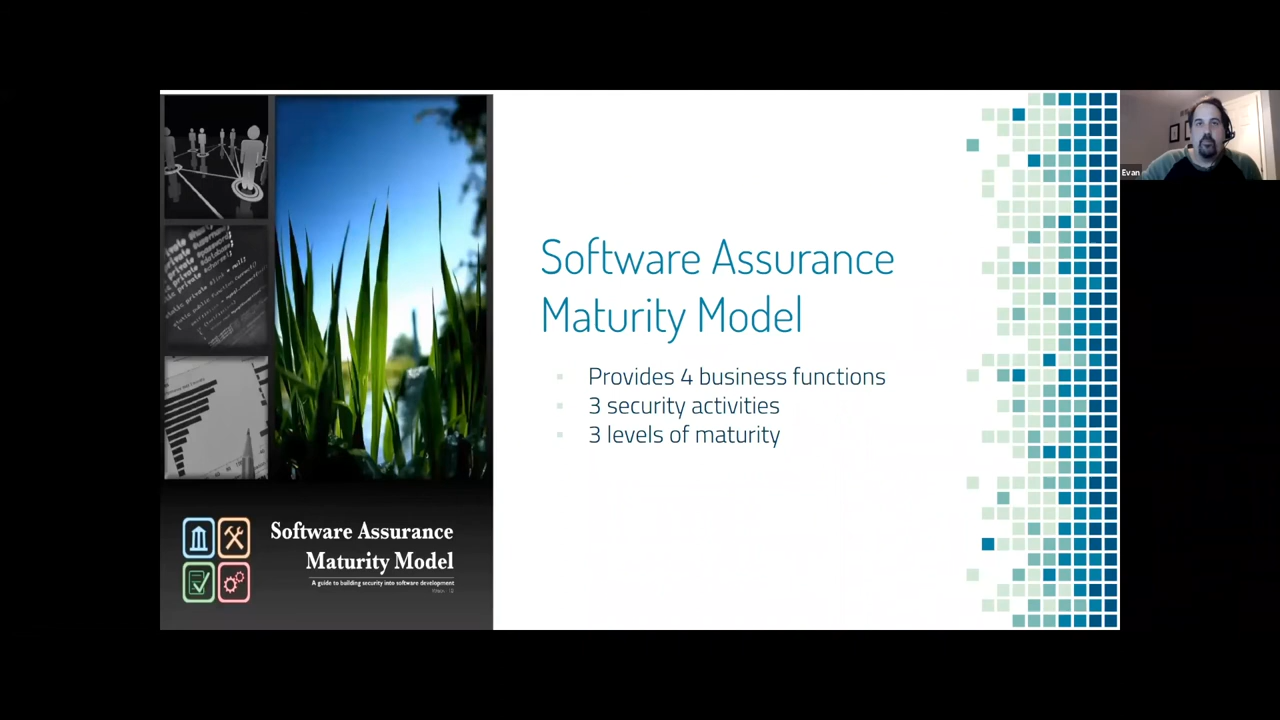 Software Assurance
Maturity Model
Provides 4 business functions
3 security activities
3 levels of maturity
Software Assurance
Maturity Model
A guide to building security into software development
Evan